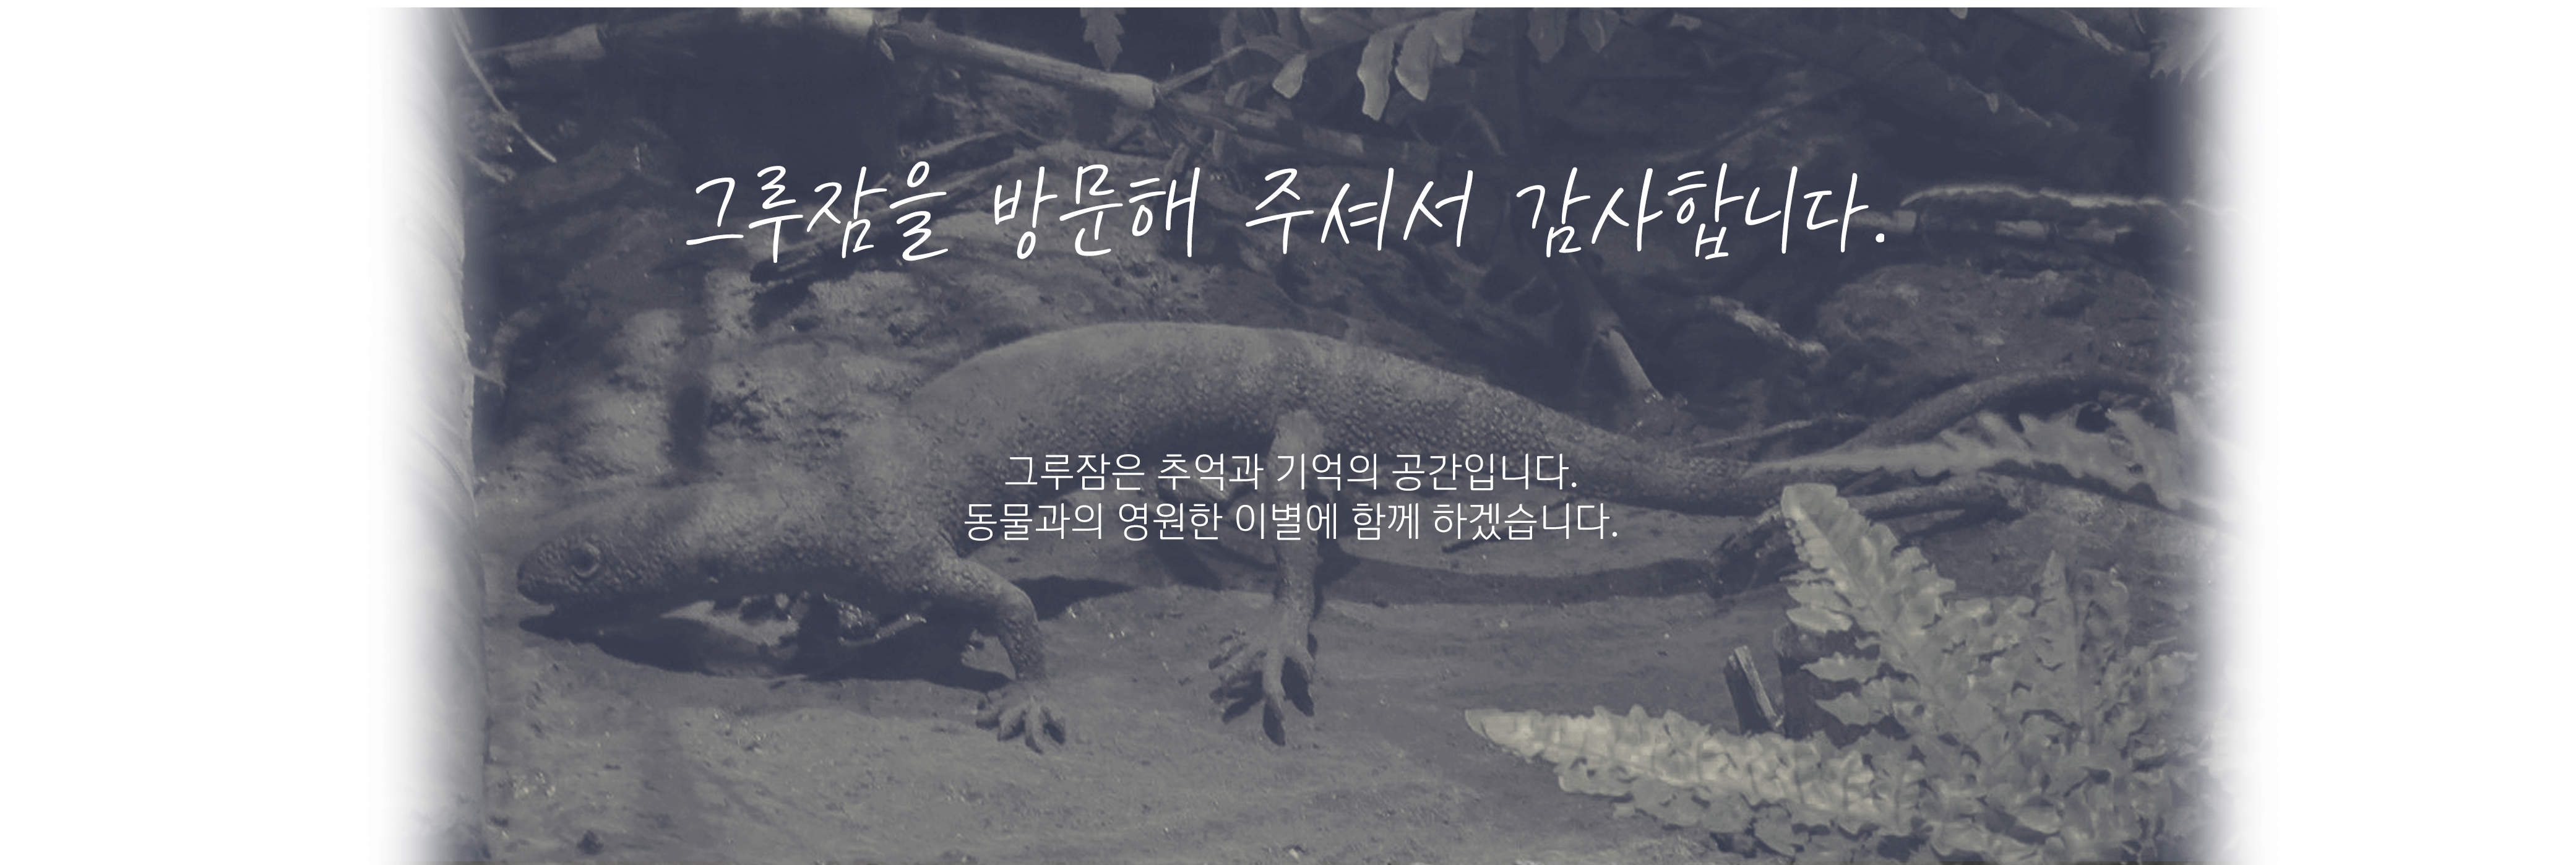 그루잠을 방문해 주셔서 감사합니다.
그루잠은 추억과 기억의 공간입니다.
동물과의 영원한 이별에 함께 하겠습니다.